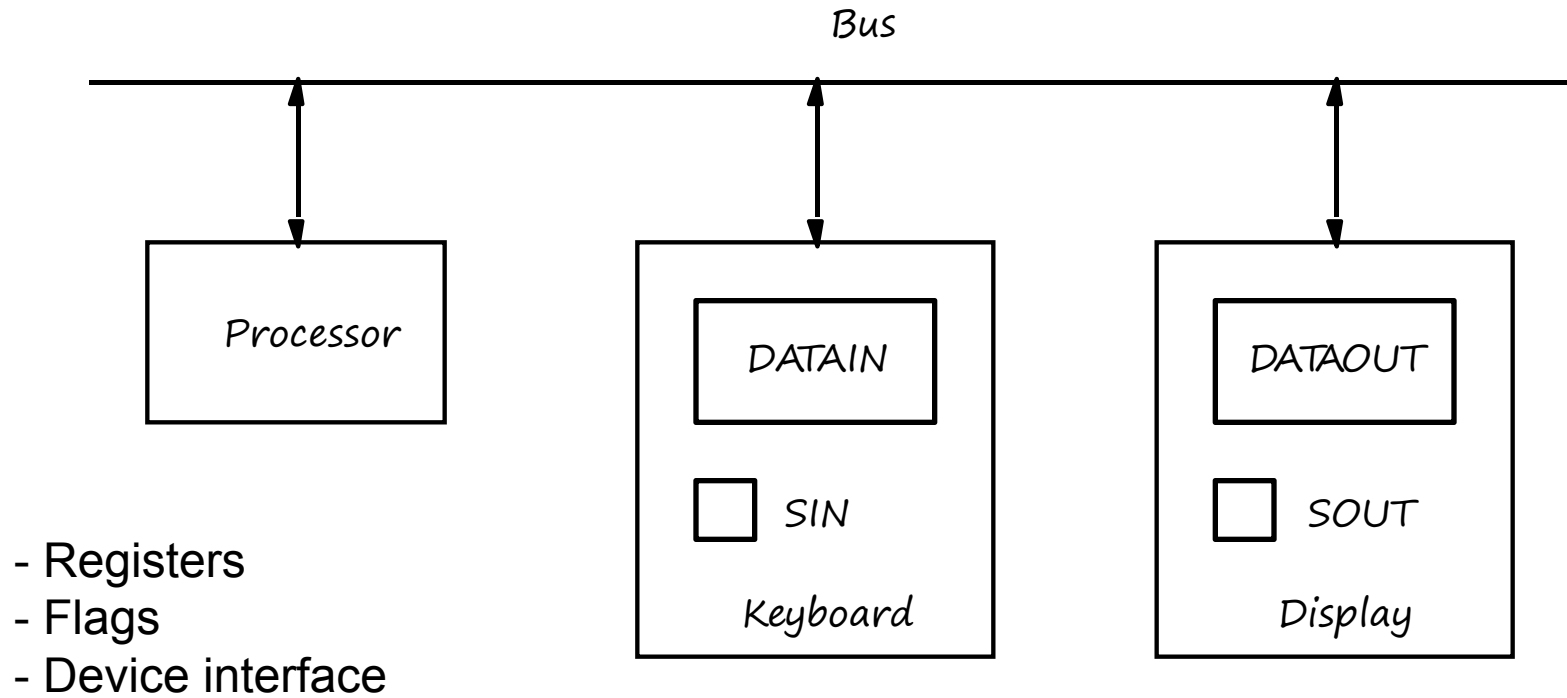 Bus
Processor
DATAIN
DATAOUT
SIN
SOUT
- Registers
- Flags
- Device interface
Keyboard
Display